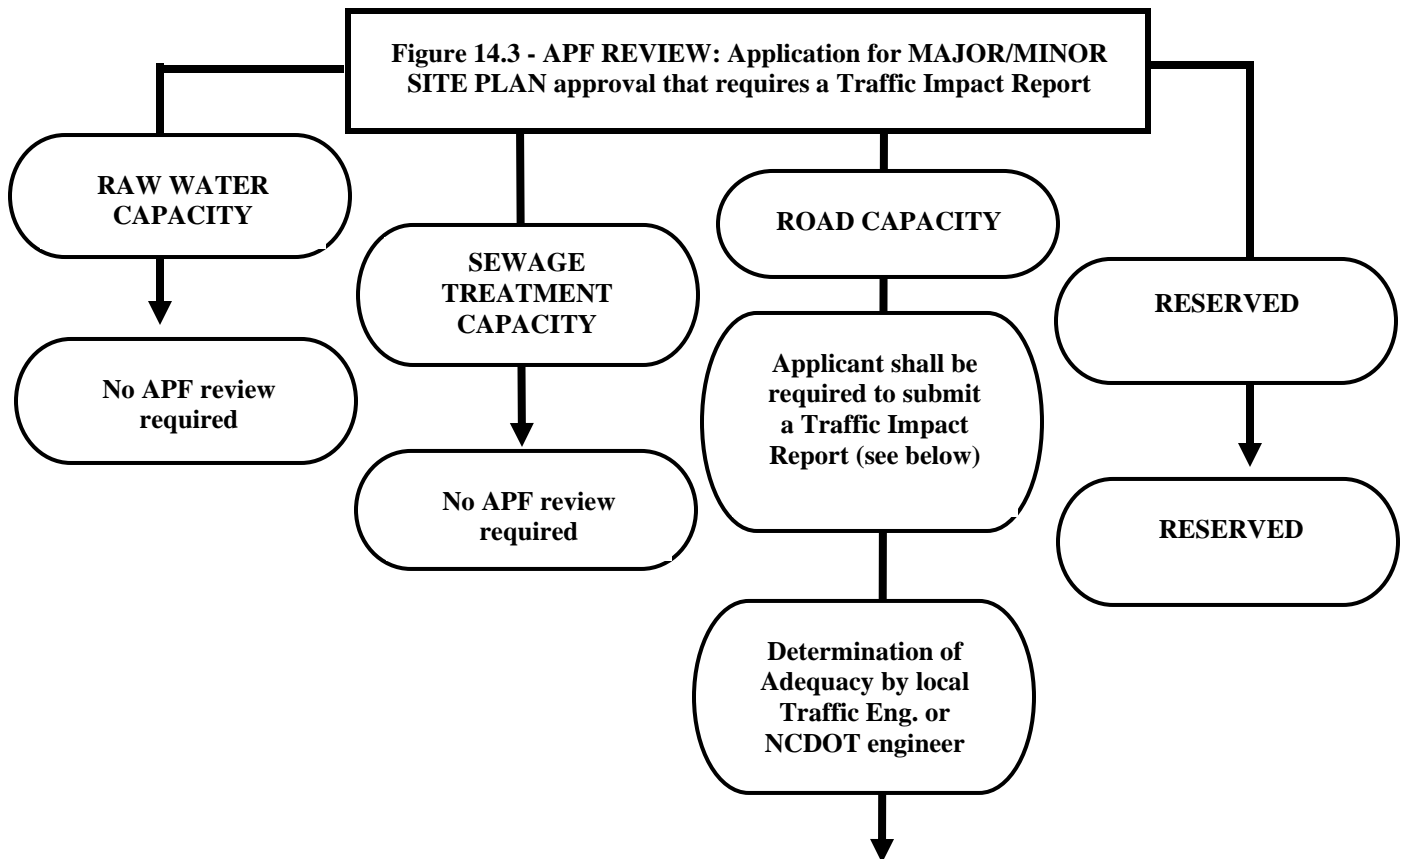 Figure 14.3 - APF REVIEW: Application for MAJOR/MINOR
SITE PLAN approval that requires a Traffic Impact Report
RAW WATER
CAPACITY
No APF review
required
SEWAGE
TREATMENT
CAPACITY
No APF review
required
ROAD CAPACITY
Applicant shall be
required to submit
a Traffic Impact
Report (see below)
Determination of
Adequacy by local
Traffic Eng. or
NCDOT engineer
RESERVED
RESERVED